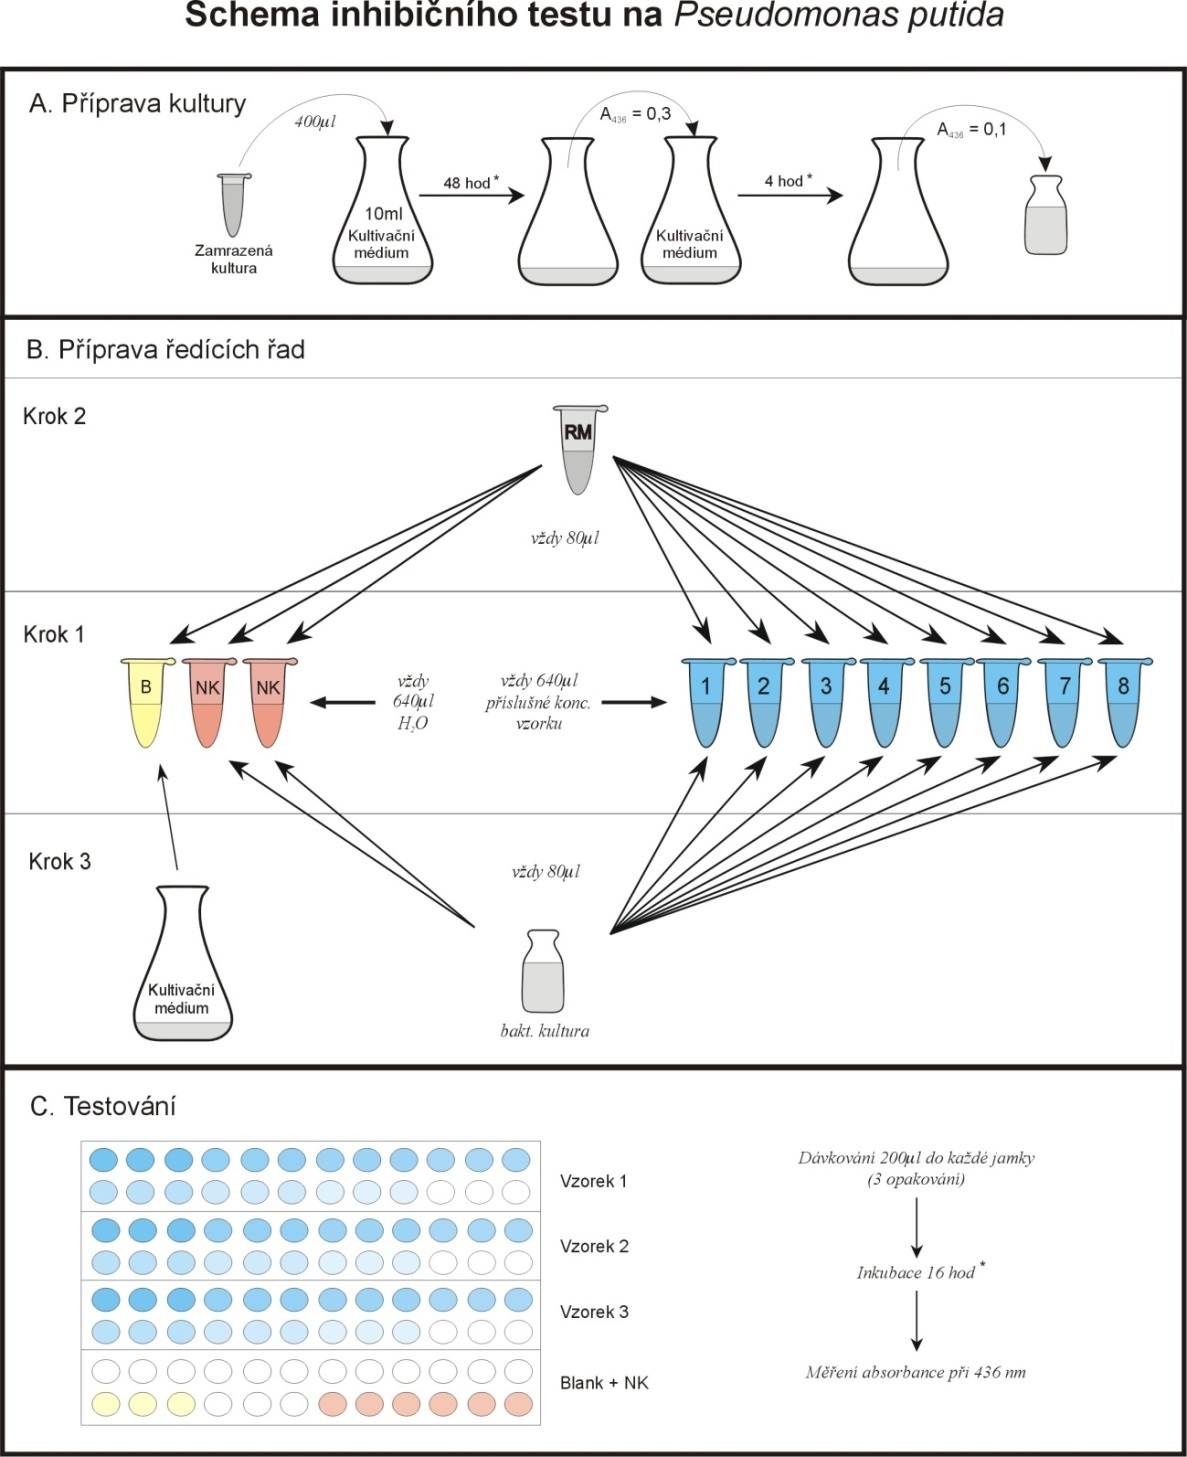 Schema inhibičního testu na Pseudomonas putida
A. Příprava kultury
400µl
Zamrazená
kultura
10ml
Kultivační
médium
48 hod *
A436 = 0,3
Kultivační
médium
4 hod *
A436 = 0,1
B. Příprava ředících řad
Krok 2
RM
vždy 80µl
Krok 1
B
NK
NK
vždy
640µl
H2O
vždy 640µl
příslušné konc.
vzorku
1
2
3
4
5
6
7
8
Krok 3
vždy 80µl
Kultivační
médium
bakt. kultura
C. Testování
Vzorek 1
Vzorek 2
Vzorek 3
Blank + NK
Dávkování 200µl do každé jamky
(3 opakování)
Inkubace 16 hod *
Měření absorbance při 436 nm